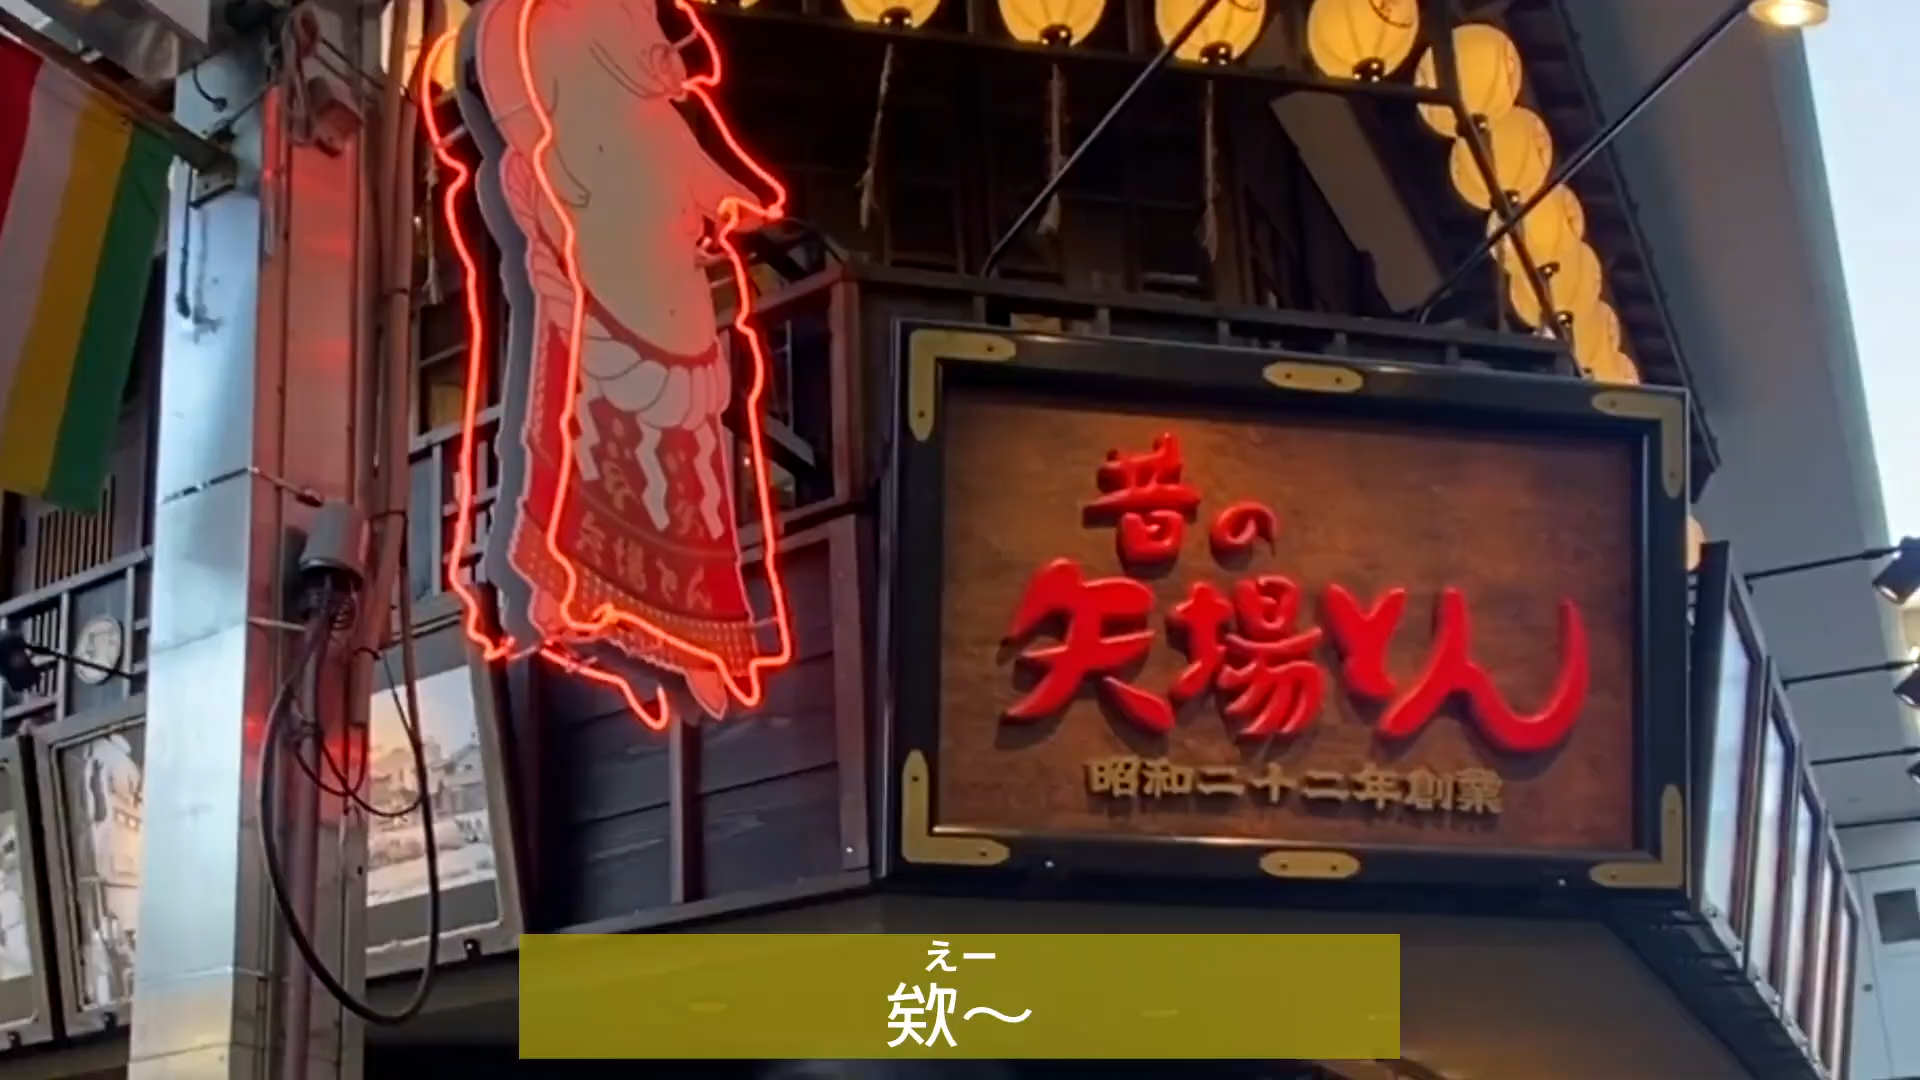 昔の
矢場とん
昭和二十二年創業
矢場とん
えー
欸～